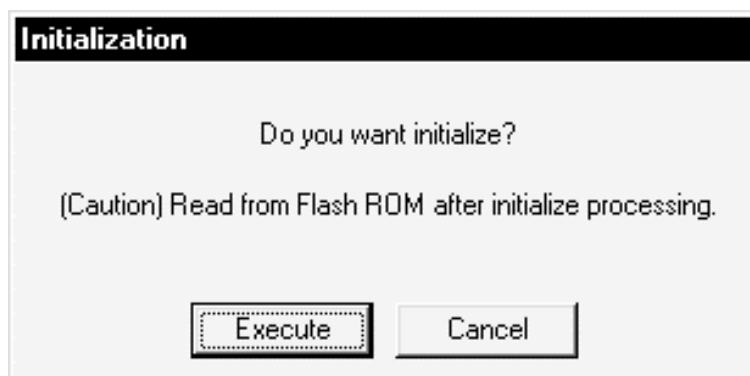 Initialization
Do you want initialize?
(Caution) Read from Flash ROM after initialize processing.
Execute
Cancel